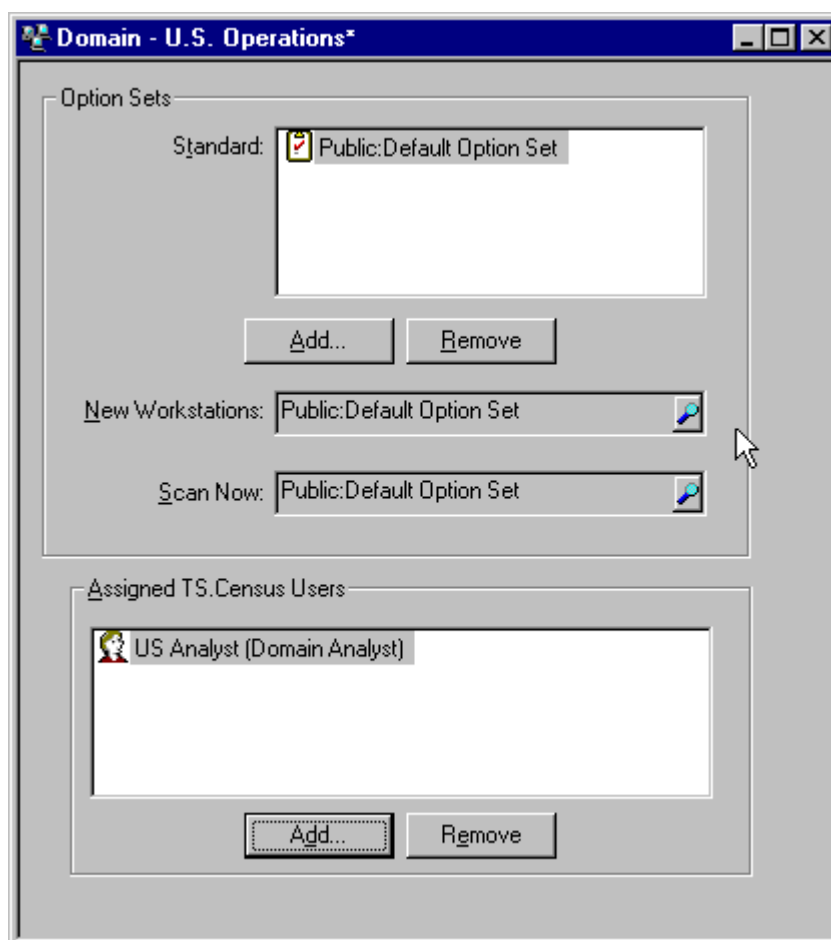 Domain - U.S. Operations*
Option Sets
Standard: Public:Default Option Set
Add... Remove
New Workstations: Public:Default Option Set
Scan Now: Public:Default Option Set
Assigned TS.Census Users
US Analyst (Domain Analyst)
Add... Remove